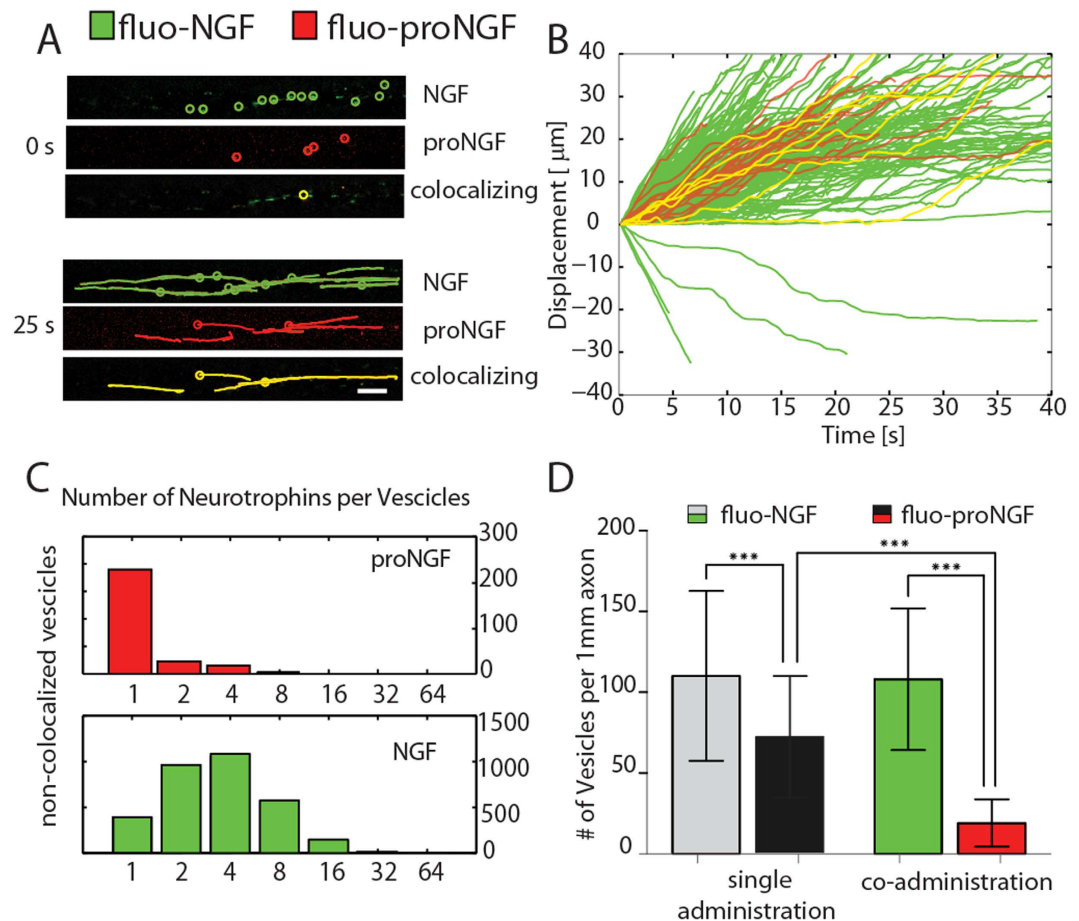 A
fluo-NGF fluo-proNGF
0 s
NGF
proNGF
colocalizing
25 s
NGF
proNGF
colocalizing
B
Displacement [ μm]
40
30
20
10
0
−10
−20
−30
−40
0 5 10 15 20 25 30 35 40
Time [s]
C
Number of Neurotrophins per Vescicles
non-colocalized vescicles
proNGF
300
200
100
0
1 2 4 8 16 32 64
NGF
1500
1000
500
0
1 2 4 8 16 32 64
D
fluo-NGF fluo-proNGF
# of Vesicles per 1mm axon
200
150
100
50
0
***
***
***
single
administration
co-administration